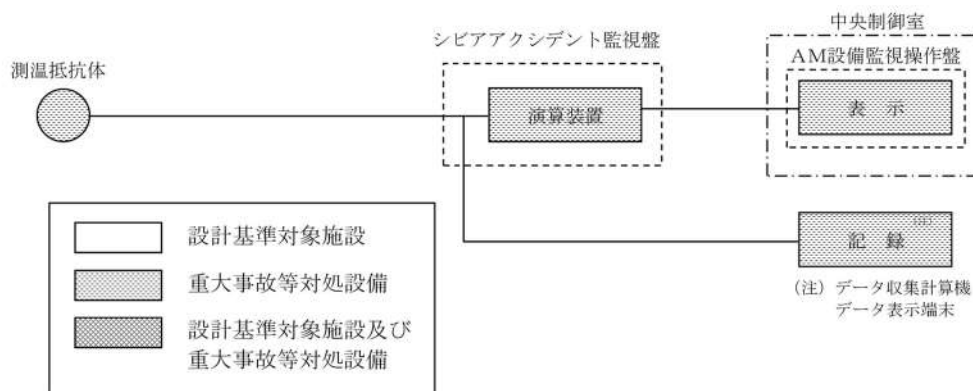 中央制御室
シビアアクシデント監視盤
AM設備監視操作盤
測温抵抗体
演算装置
表 示
記 録
(注)
(注) データ収集計算機
データ表示端末
設計基準対象施設
重大事故等対処設備
設計基準対象施設及び
重大事故等対処設備